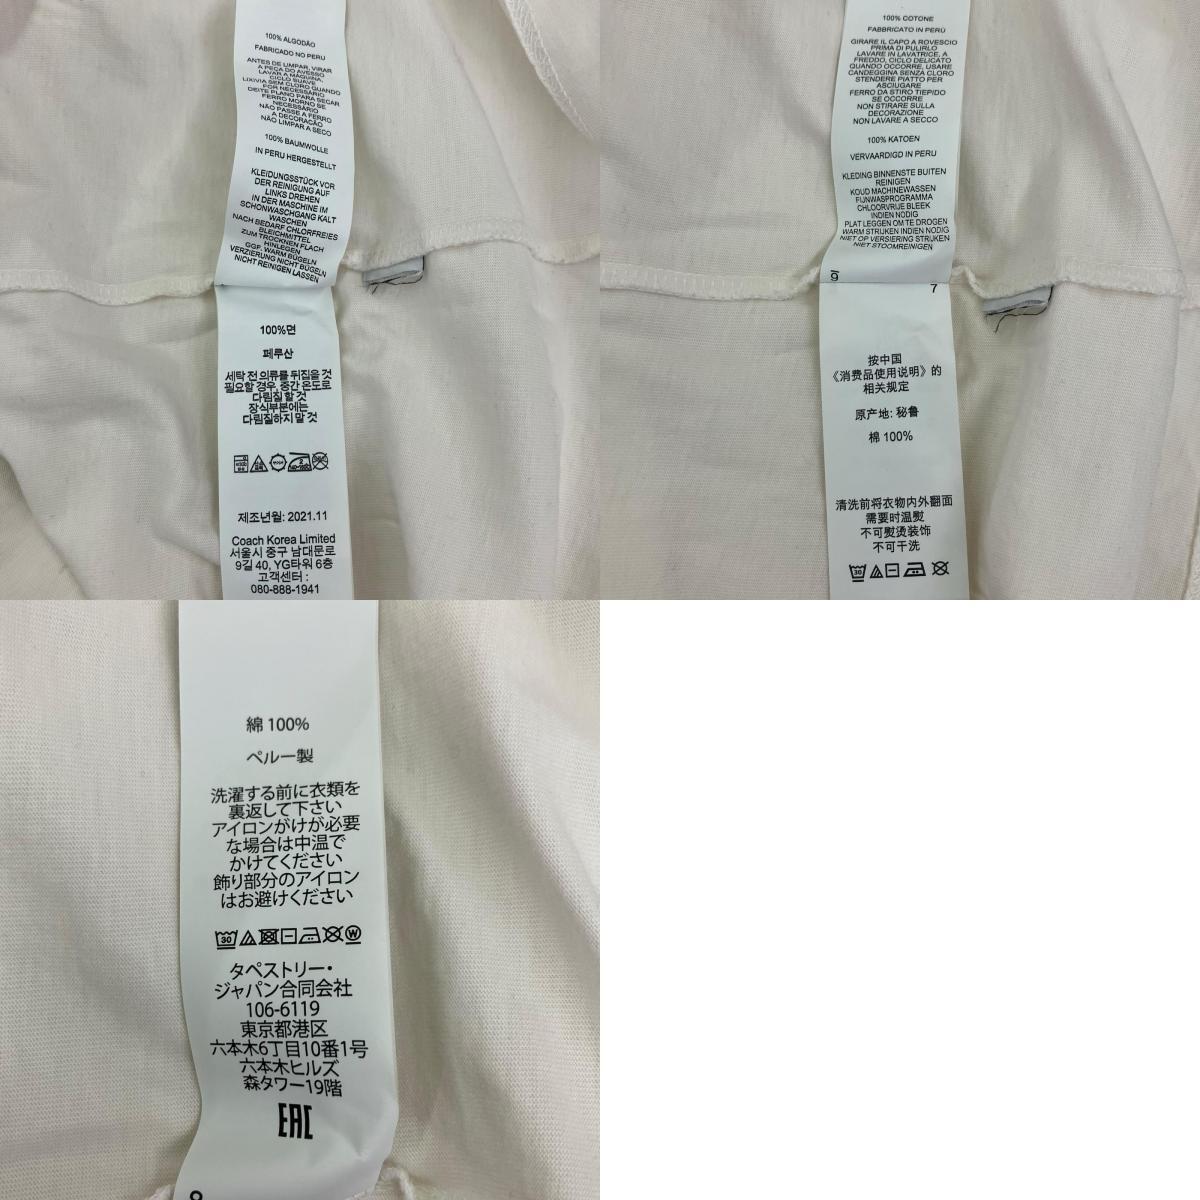 100% ALGODÃO
FABRICADO NO PERU
ANTES DE LIMPAR, VIRAR
A PEÇA DO AVESSO
LAVAR À MÁQUINA,
CICLO SUAVE
LIXÍVIA SEM CLORO QUANDO
FOR NECESSÁRIO
DEITE PLANO PARA SECAR
FERRO MORNO SE
NECESSÁRIO
NÃO PASSE A FERRO
A DECORAÇÃO
NÃO LIMPAR A SECO
100% BAUMWOLLE
IN PERU HERGESTELLT
KLEIDUNGSSTÜCK VOR
DER REINIGUNG AUF
LINKS DREHEN
IN DER MASCHINE IM
SCHONWASCHGANG KALT
WASCHEN
NACH BEDARF CHLORFREIES
BLEICHMITTEL
ZUM TROCKNEN FLACH
HINLEGEN
GGF. WARM BÜGELN
VERZIERUNG NICHT BÜGELN
NICHT REINIGEN LASSEN
100%면
페루산
세탁 전 의류를 뒤집을 것
필요할 경우, 중간 온도로
다림질 할 것
장식부분에는
다림질하지 말 것
제조년월: 2021.11
Coach Korea Limited
서울시 중구 남대문로
9길 40, YG타워 6층
고객센터 :
080-888-1941
100% COTONE
FABBRICATO IN PERÙ
GIRARE IL CAPO A ROVESCIO
PRIMA DI PULIRLO
LAVARE IN LAVATRICE, A
FREDDO, CICLO DELICATO
QUANDO OCCORRE, USARE
CANDEGGINA SENZA CLORO
STENDERE PIATTO PER
ASCIUGARE
FERRO DA STIRO TIEPIDO
SE OCCORRE
NON STIRARE SULLA
DECORAZIONE
NON LAVARE A SECCO
100% KATOEN
VERVAARDIGD IN PERU
KLEDING BINNENSTE BUITEN
REINIGEN
KOUD MACHINEWASSEN
FIJNWASPROGRAMMA
CHLOORVRIJE BLEEK
INDIEN NODIG
PLAT LEGGEN OM TE DROGEN
WARM STRIJKEN INDIEN NODIG
NIET OP VERSIERING STRIJKEN
NIET STOOMREINIGEN
7
按中国
《消费品使用说明》的
相关规定
原产地: 秘鲁
棉 100%
清洗前将衣物内外翻面
需要时温熨
不可熨烫装饰
不可干洗
30
綿 100%
ペルー製
洗濯する前に衣類を
裏返して下さい
アイロンがけが必要
な場合は中温で
かけてください
飾り部分のアイロン
はお避けください
30 W
タペストリー・
ジャパン合同会社
106-6119
東京都港区
六本木6丁目10番1号
六本木ヒルズ
森タワー19階
EAC